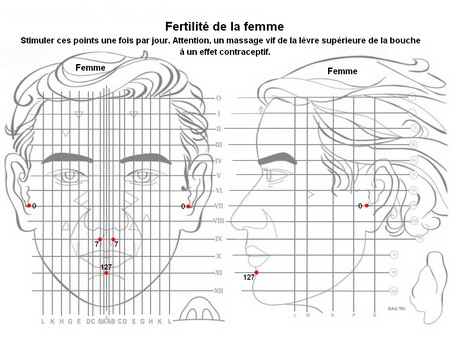 Fertilité de la femme
Stimuler ces points une fois par jour. Attention, un massage vif de la lèvre supérieure de la bouche
á un effet contraceptif.
Femme
Femme
O
I
II
III
IV
V
VI
VII
VIII
IX
X
XI
XII
0
0
0
7
7
127
127
L K H G E D C B A A B C D E G H K L